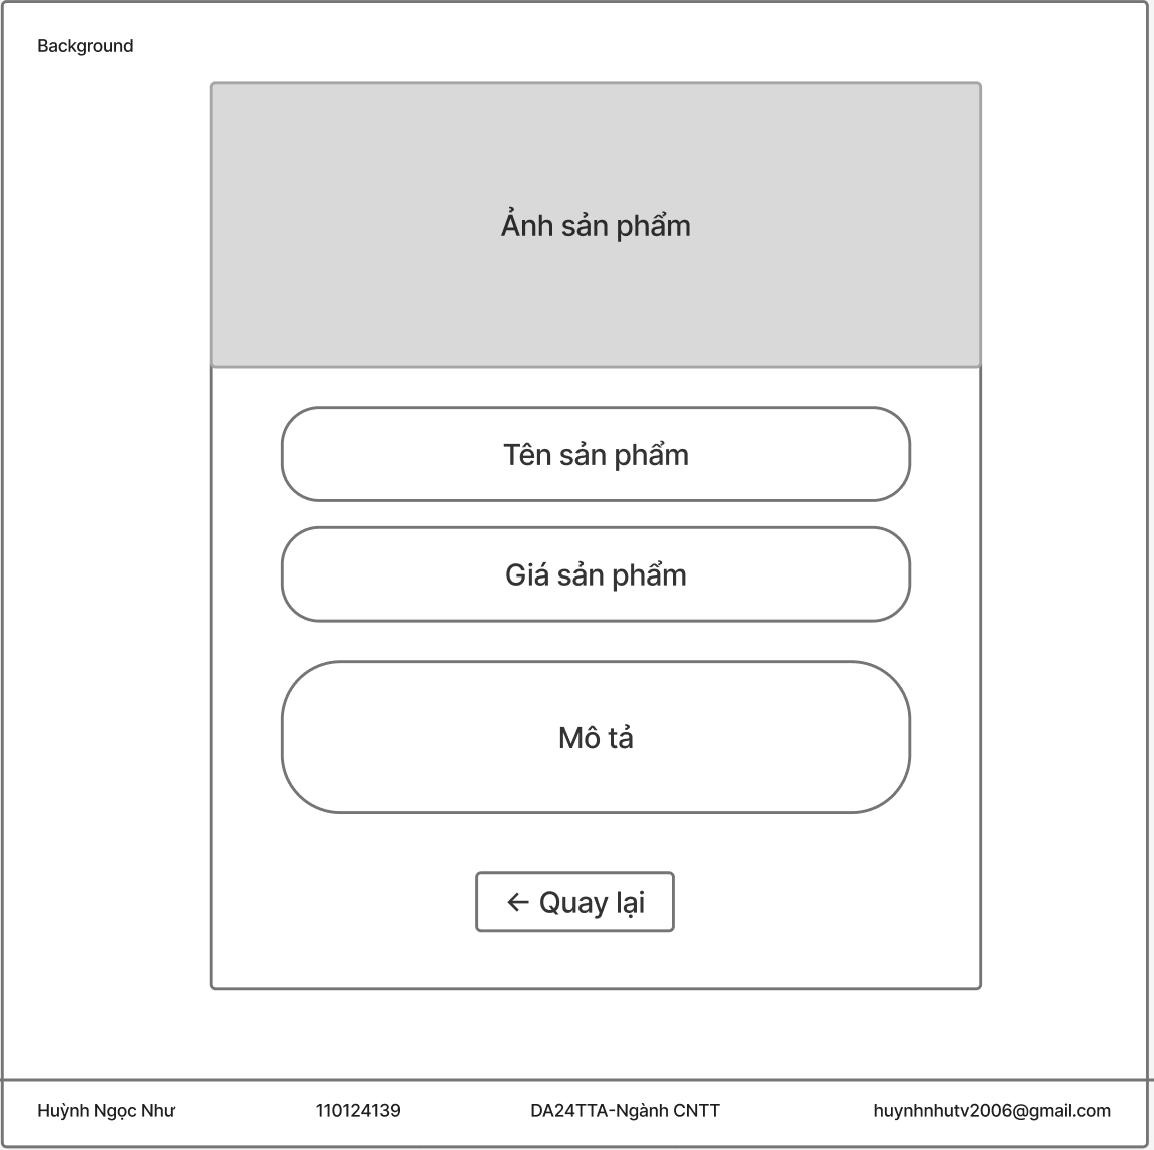 Background
Ảnh sản phẩm
Tên sản phẩm
Giá sản phẩm
Mô tả
← Quay lại
Huỳnh Ngọc Như 110124139 DA24TTA-Ngành CNTT huynhnhutv2006@gmail.com